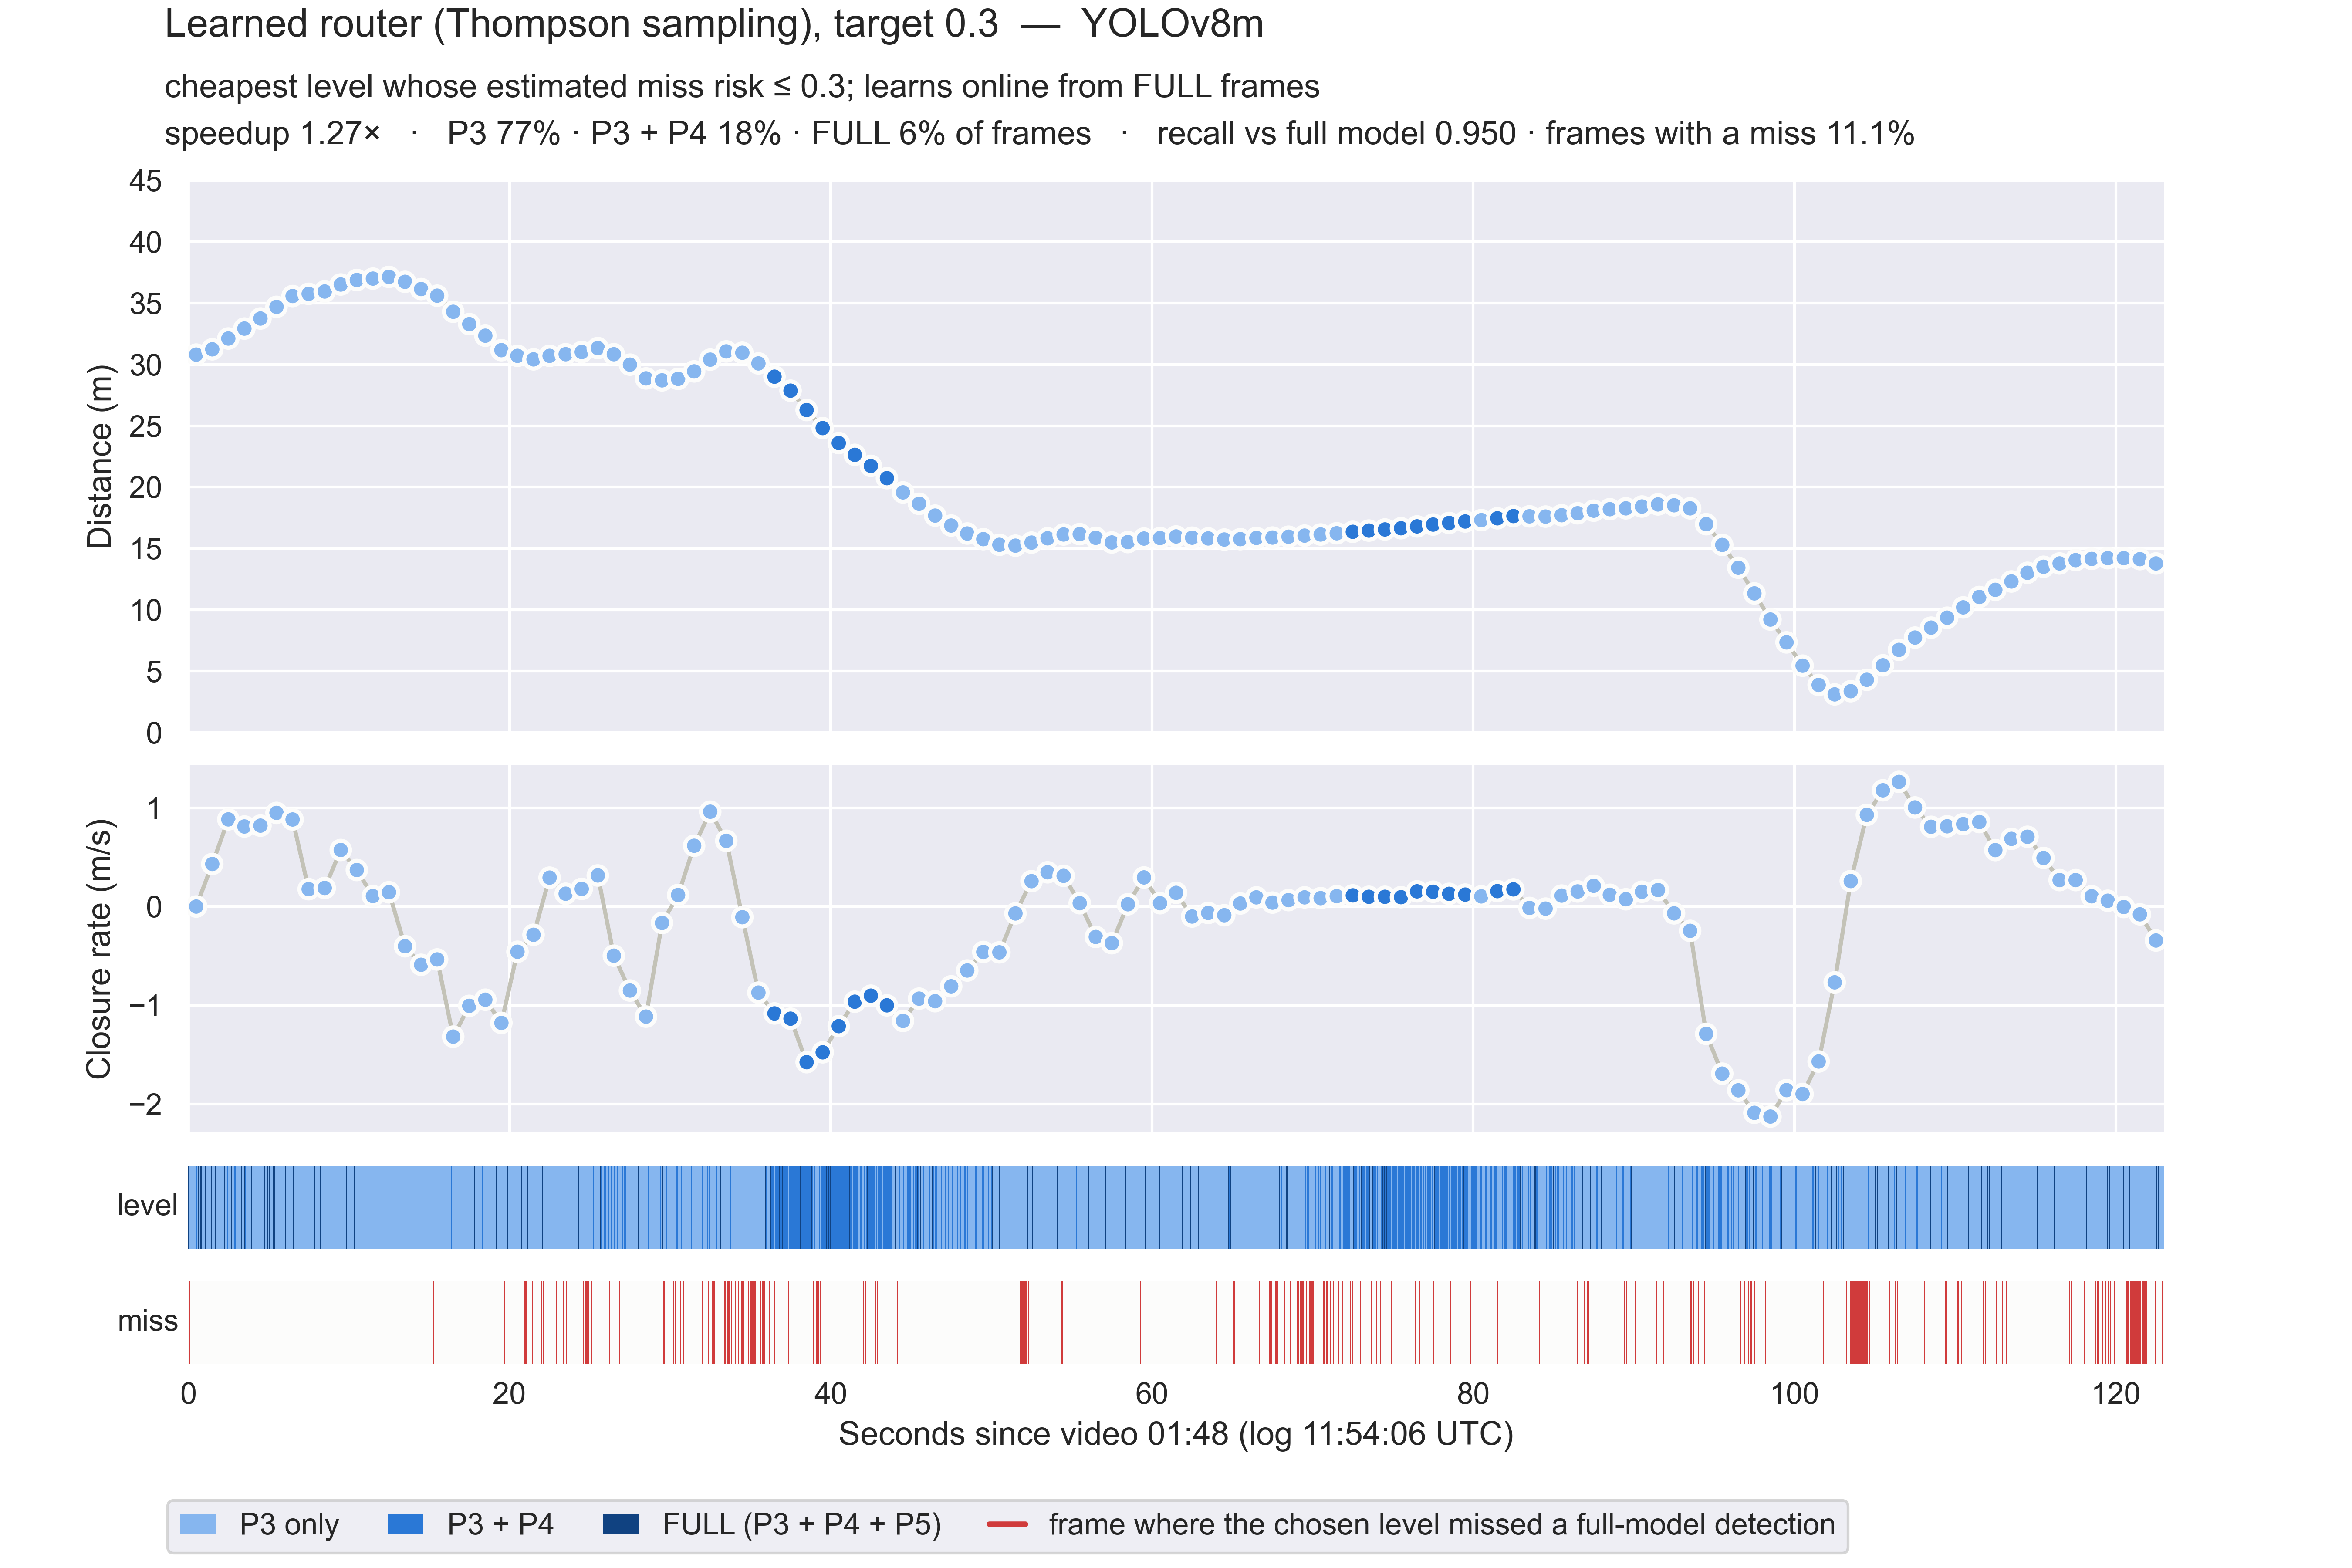 Learned router (Thompson sampling), target 0.3 — YOLOv8m
cheapest level whose estimated miss risk ≤ 0.3; learns online from FULL frames
speedup 1.27× · P3 77% · P3 + P4 18% · FULL 6% of frames · recall vs full model 0.950 · frames with a miss 11.1%
45
40
35
30
25
20
15
10
5
0
Distance (m)
1
0
−1
−2
Closure rate (m/s)
level
miss
0 20 40 60 80 100 120
Seconds since video 01:48 (log 11:54:06 UTC)
P3 only P3 + P4 FULL (P3 + P4 + P5) frame where the chosen level missed a full-model detection